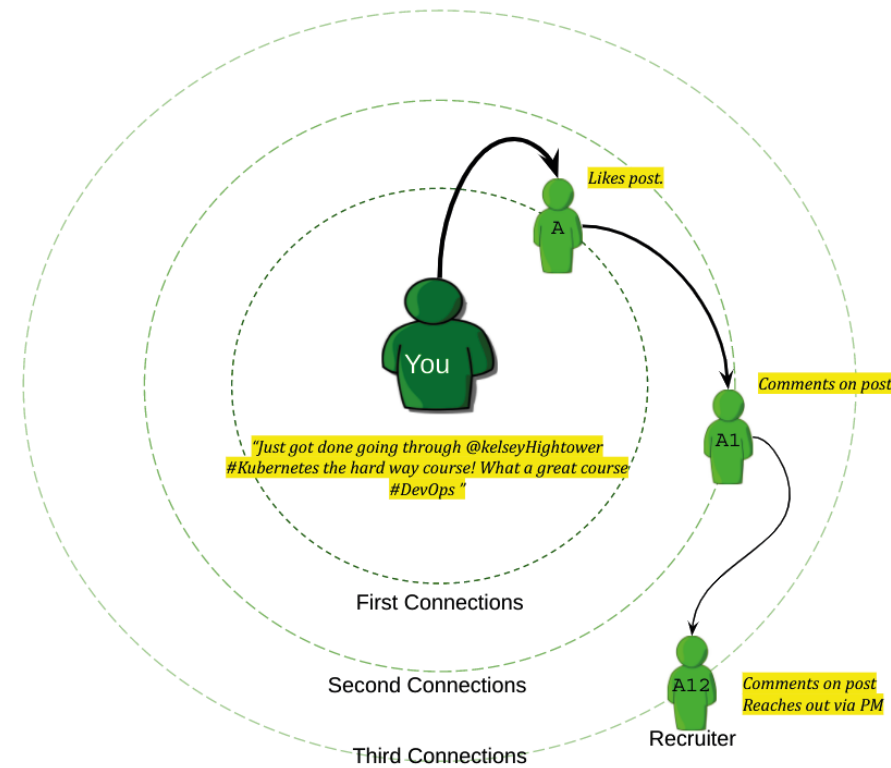 Likes post.
A
You
Comments on post
A1
“Just got done going through @kelseyHightower
#Kubernetes the hard way course! What a great course
#DevOps ”
First Connections
Second Connections
A12
Comments on post
Reaches out via PM
Recruiter
Third Connections